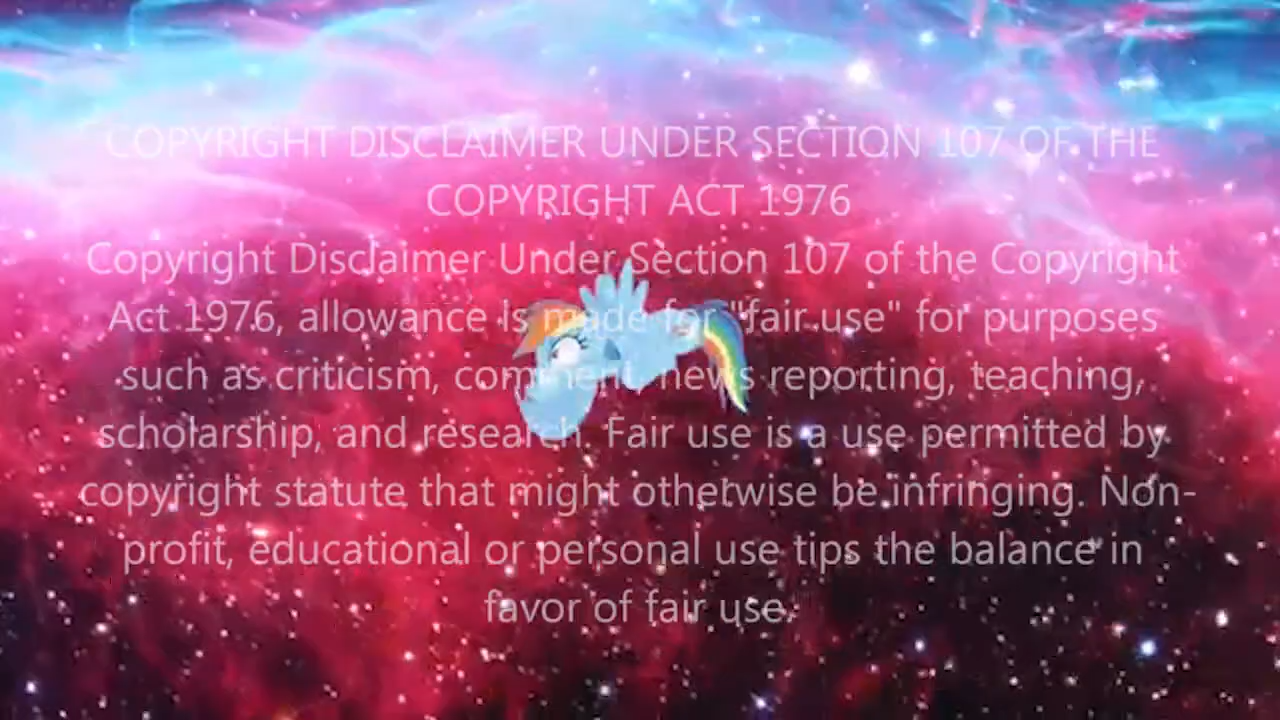 COPYRIGHT DISCLAIMER UNDER SECTION 107 OF THE
COPYRIGHT ACT 1976
Copyright Disclaimer Under Section 107 of the Copyright
Act 1976, allowance is made for "fair use" for purposes
such as criticism, comment, news reporting, teaching,
scholarship, and research. Fair use is a use permitted by
copyright statute that might otherwise be infringing. Non-
profit, educational or personal use tips the balance in
favor of fair use.